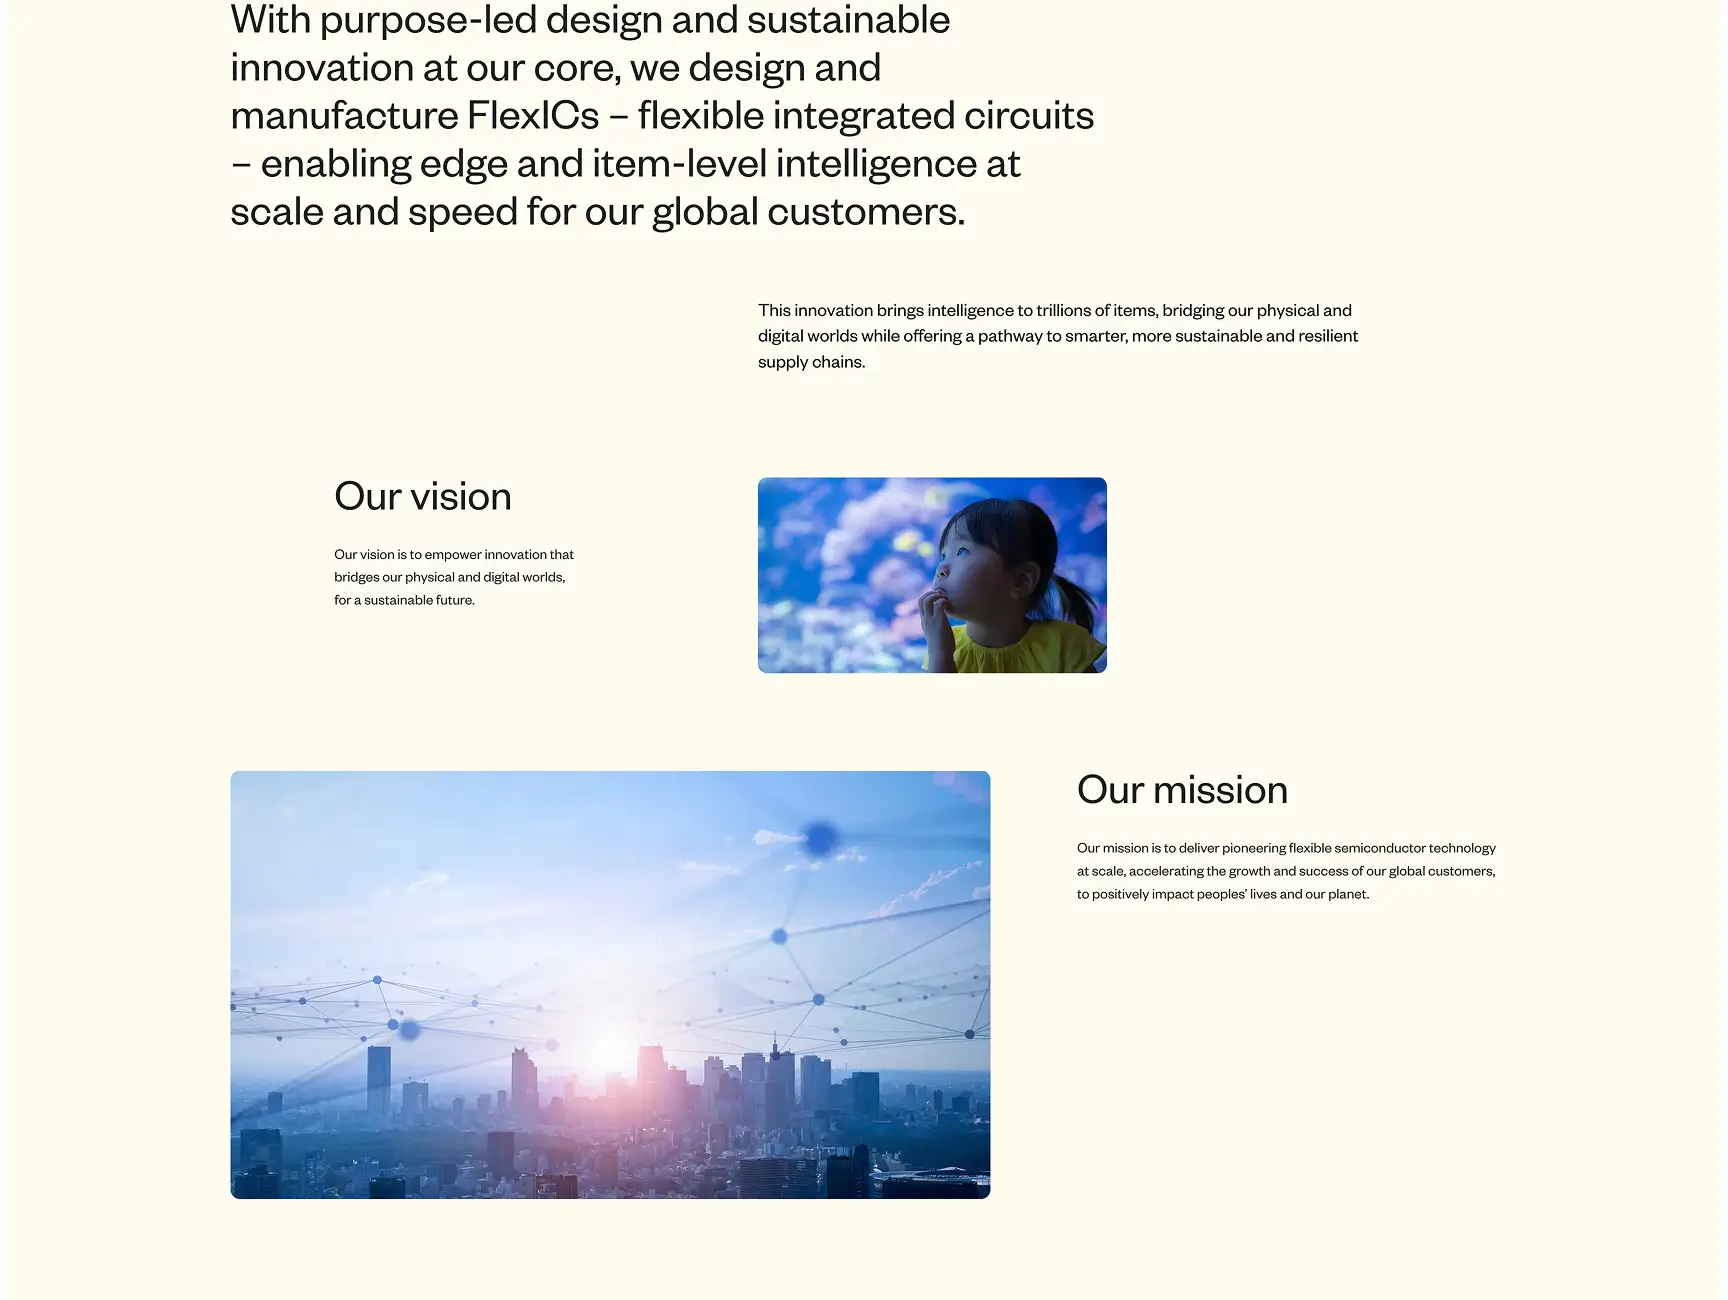 With purpose-led design and sustainable
innovation at our core, we design and
manufacture FlexICs – flexible integrated circuits
– enabling edge and item-level intelligence at
scale and speed for our global customers.
This innovation brings intelligence to trillions of items, bridging our physical and
digital worlds while offering a pathway to smarter, more sustainable and resilient
supply chains.
Our vision
Our vision is to empower innovation that
bridges our physical and digital worlds,
for a sustainable future.
Our mission
Our mission is to deliver pioneering flexible semiconductor technology
at scale, accelerating the growth and success of our global customers,
to positively impact peoples’ lives and our planet.